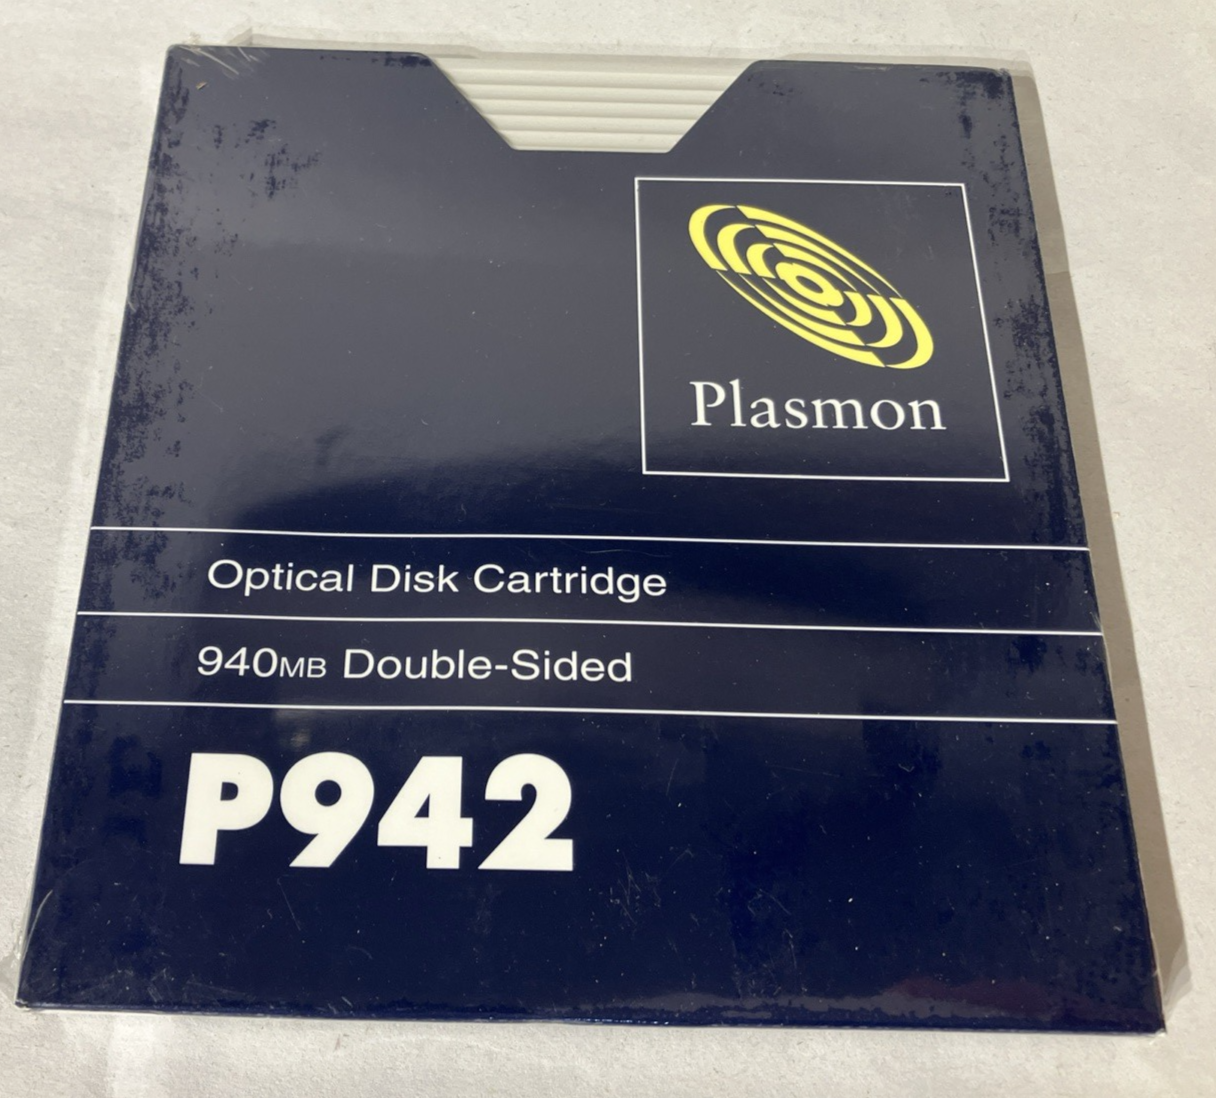 Plasmon
Optical Disk Cartridge
940MB Double-Sided
P942